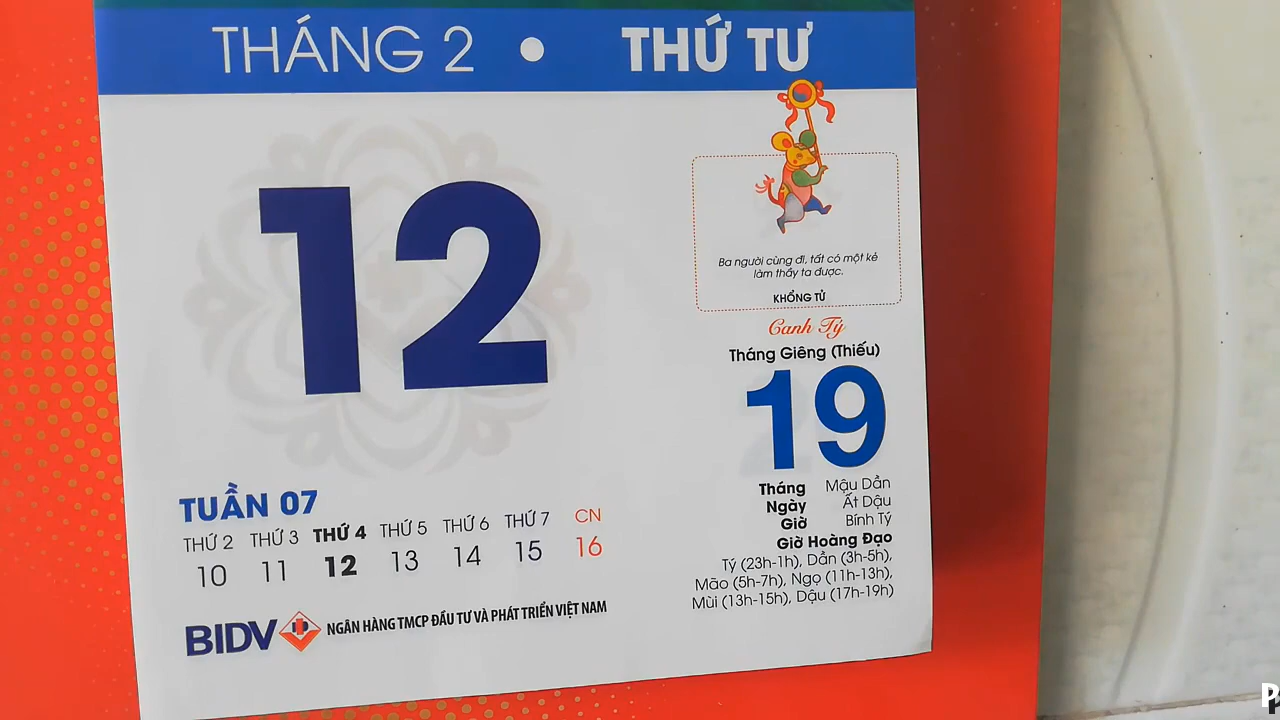 THÁNG 2 • THỨ TƯ
12
Ba người cùng đi, tất có một kẻ
làm thầy ta được.
KHỔNG TỬ
Canh Tý
Tháng Giêng (Thiếu)
19
Tháng Mậu Dần
Ngày Ất Dậu
Giờ Bính Tý
Giờ Hoàng Đạo
Tý (23h-1h), Dần (3h-5h),
Mão (5h-7h), Ngọ (11h-13h),
Mùi (13h-15h), Dậu (17h-19h)
TUẦN 07
THỨ 2 THỨ 3 THỨ 4 THỨ 5 THỨ 6 THỨ 7 CN
10 11 12 13 14 15 16
BIDV NGÂN HÀNG TMCP ĐẦU TƯ VÀ PHÁT TRIỂN VIỆT NAM